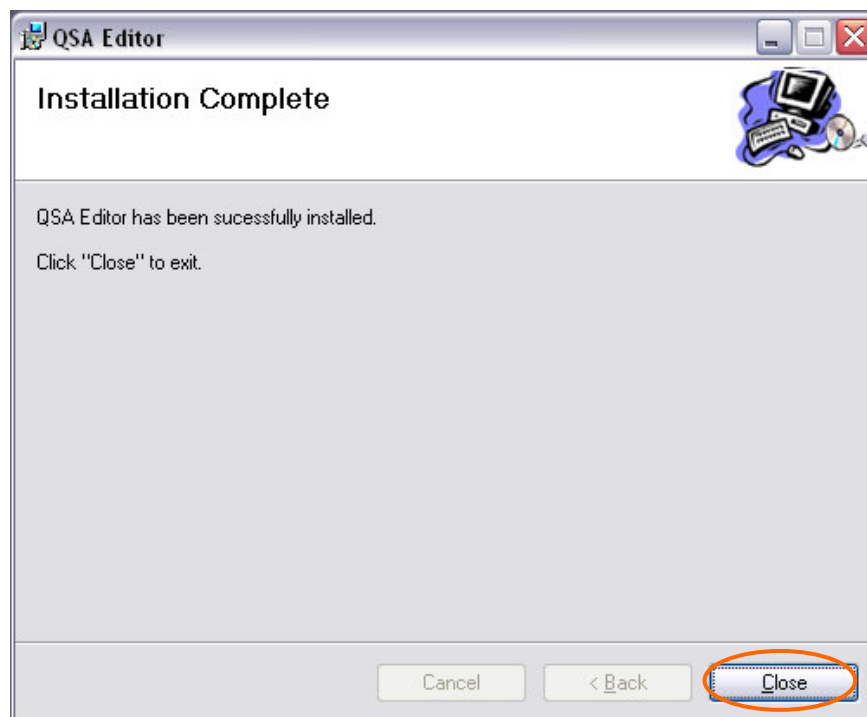 QSA Editor
Installation Complete
QSA Editor has been sucessfully installed.
Click "Close" to exit.
Cancel < Back Close